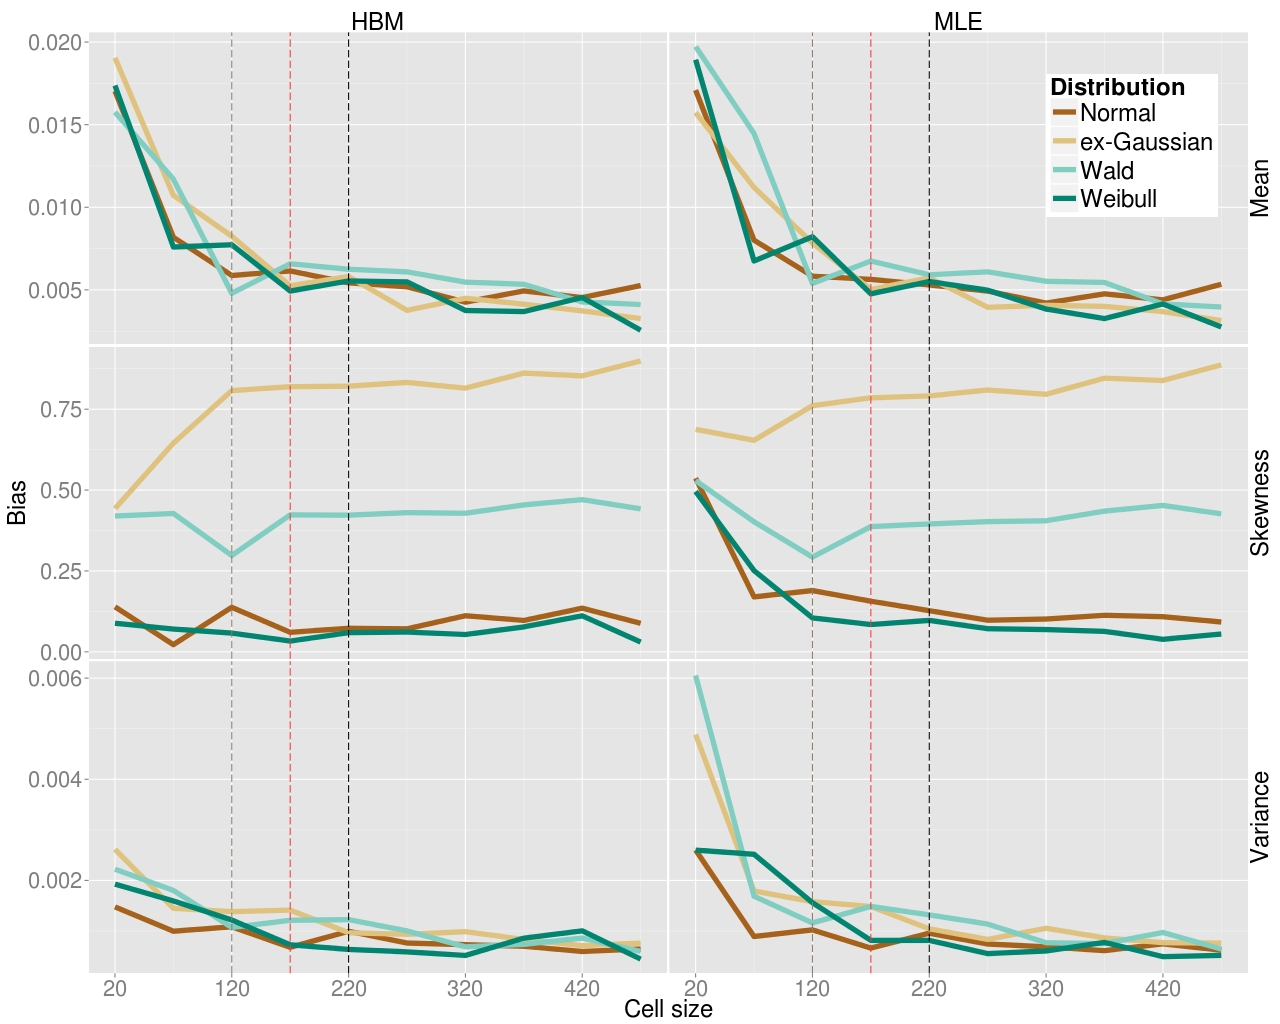 HBM
MLE
0.020
0.015
0.010
0.005
Distribution
Normal
ex-Gaussian
Wald
Weibull
Mean
0.75
0.50
0.25
0.00
Bias
Skewness
0.006
0.004
0.002
Variance
20 120 220 320 420
20 120 220 320 420
Cell size